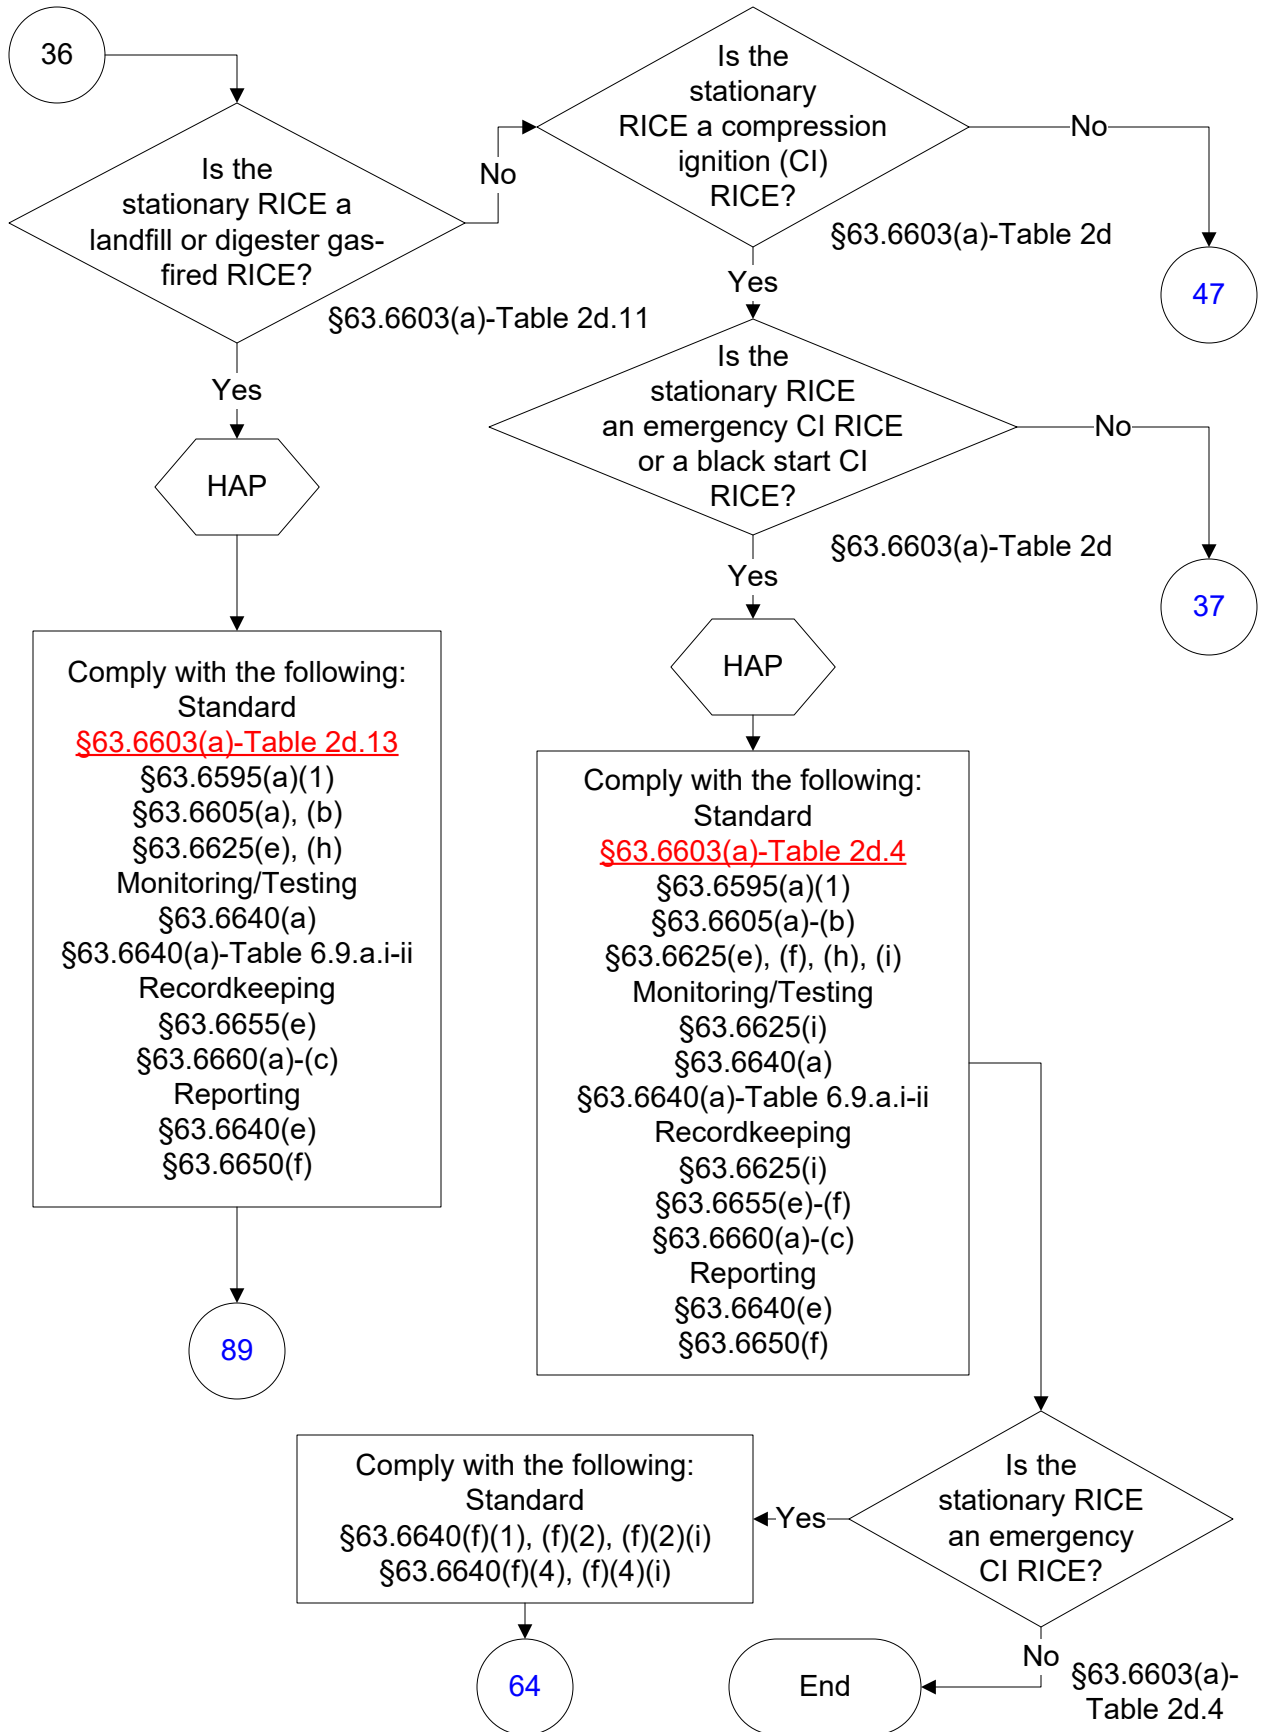 36
Is the
stationary RICE a
landfill or digester gas-
fired RICE?
§63.6603(a)-Table 2d.11
No
Yes
HAP
Comply with the following:
Standard
§63.6603(a)-Table 2d.13
§63.6595(a)(1)
§63.6605(a), (b)
§63.6625(e), (h)
Monitoring/Testing
§63.6640(a)
§63.6640(a)-Table 6.9.a.i-ii
Recordkeeping
§63.6655(e)
§63.6660(a)-(c)
Reporting
§63.6640(e)
§63.6650(f)
89
Is the
stationary
RICE a compression
ignition (CI)
RICE?
§63.6603(a)-Table 2d
No
47
Yes
Is the
stationary RICE
an emergency CI RICE
or a black start CI
RICE?
§63.6603(a)-Table 2d
No
37
Yes
HAP
Comply with the following:
Standard
§63.6603(a)-Table 2d.4
§63.6595(a)(1)
§63.6605(a)-(b)
§63.6625(e), (f), (h), (i)
Monitoring/Testing
§63.6625(i)
§63.6640(a)
§63.6640(a)-Table 6.9.a.i-ii
Recordkeeping
§63.6625(i)
§63.6655(e)-(f)
§63.6660(a)-(c)
Reporting
§63.6640(e)
§63.6650(f)
Is the
stationary RICE
an emergency
CI RICE?
§63.6603(a)-
Table 2d.4
Yes
Comply with the following:
Standard
§63.6640(f)(1), (f)(2), (f)(2)(i)
§63.6640(f)(4), (f)(4)(i)
64
No
End